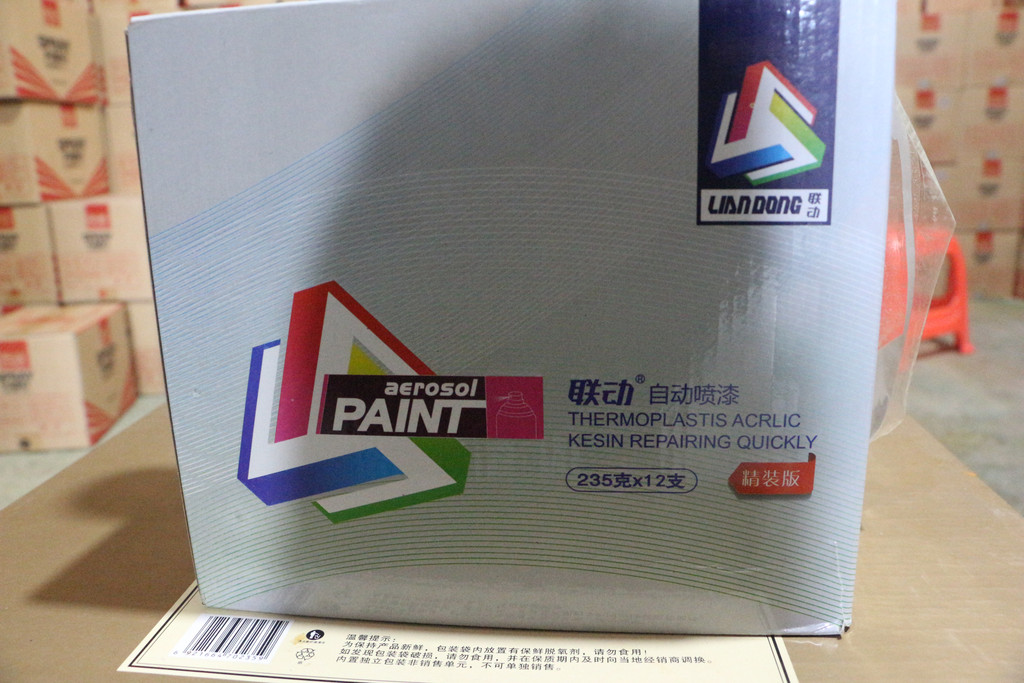 LIANDONG 联动
aerosol
PAINT
联动® 自动喷漆
THERMOPLASTIS ACRLIC
KESIN REPAIRING QUICKLY
235克x12支
精装版
温馨提示:
为保持产品新鲜，包装袋内放置有保鲜脱氧剂，请勿食用!
如发现包装袋破损，请勿食用，并在保质期内及时向当地经销商调换。
内置独立包装非销售单元，不可单独销售。